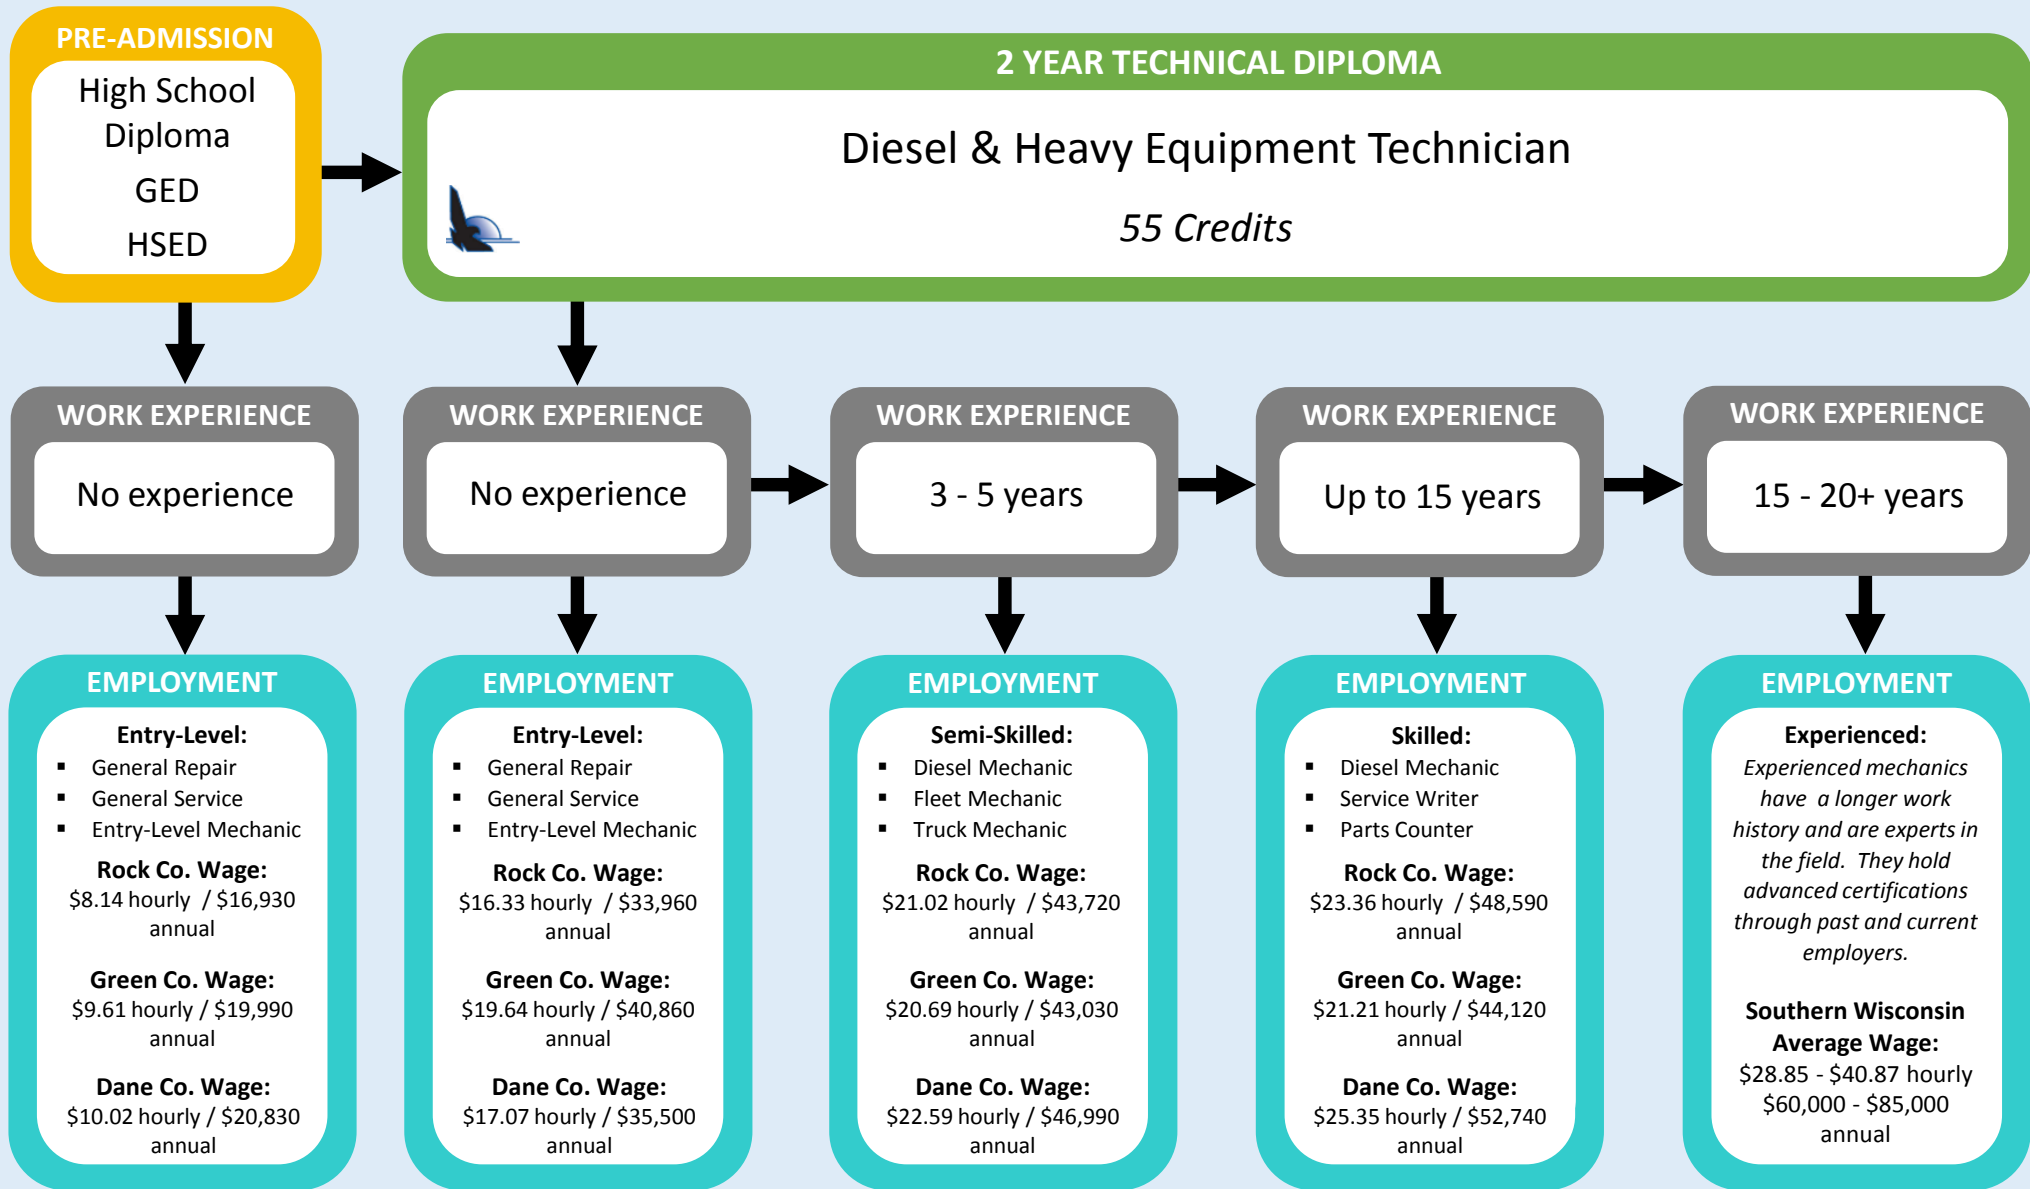 PRE-ADMISSION
High School
Diploma
GED
HSED
2 YEAR TECHNICAL DIPLOMA
Diesel & Heavy Equipment Technician
55 Credits
WORK EXPERIENCE
No experience
WORK EXPERIENCE
No experience
WORK EXPERIENCE
3 - 5 years
WORK EXPERIENCE
Up to 15 years
WORK EXPERIENCE
15 - 20+ years
EMPLOYMENT
Entry-Level:
▪ General Repair
▪ General Service
▪ Entry-Level Mechanic
Rock Co. Wage:
$8.14 hourly / $16,930
annual
Green Co. Wage:
$9.61 hourly / $19,990
annual
Dane Co. Wage:
$10.02 hourly / $20,830
annual
EMPLOYMENT
Entry-Level:
▪ General Repair
▪ General Service
▪ Entry-Level Mechanic
Rock Co. Wage:
$16.33 hourly / $33,960
annual
Green Co. Wage:
$19.64 hourly / $40,860
annual
Dane Co. Wage:
$17.07 hourly / $35,500
annual
EMPLOYMENT
Semi-Skilled:
▪ Diesel Mechanic
▪ Fleet Mechanic
▪ Truck Mechanic
Rock Co. Wage:
$21.02 hourly / $43,720
annual
Green Co. Wage:
$20.69 hourly / $43,030
annual
Dane Co. Wage:
$22.59 hourly / $46,990
annual
EMPLOYMENT
Skilled:
▪ Diesel Mechanic
▪ Service Writer
▪ Parts Counter
Rock Co. Wage:
$23.36 hourly / $48,590
annual
Green Co. Wage:
$21.21 hourly / $44,120
annual
Dane Co. Wage:
$25.35 hourly / $52,740
annual
EMPLOYMENT
Experienced:
Experienced mechanics
have a longer work
history and are experts in
the field. They hold
advanced certifications
through past and current
employers.
Southern Wisconsin
Average Wage:
$28.85 - $40.87 hourly
$60,000 - $85,000
annual